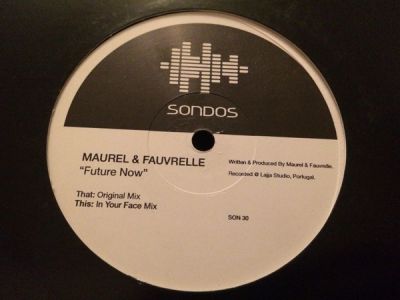 SONDOS
MAUREL & FAUVRELLE
"Future Now"
Written & Produced By Maurel & Fauvrelle.
Recorded @ Lajja Studio, Portugal.
That: Original Mix
This: In Your Face Mix
SON 30